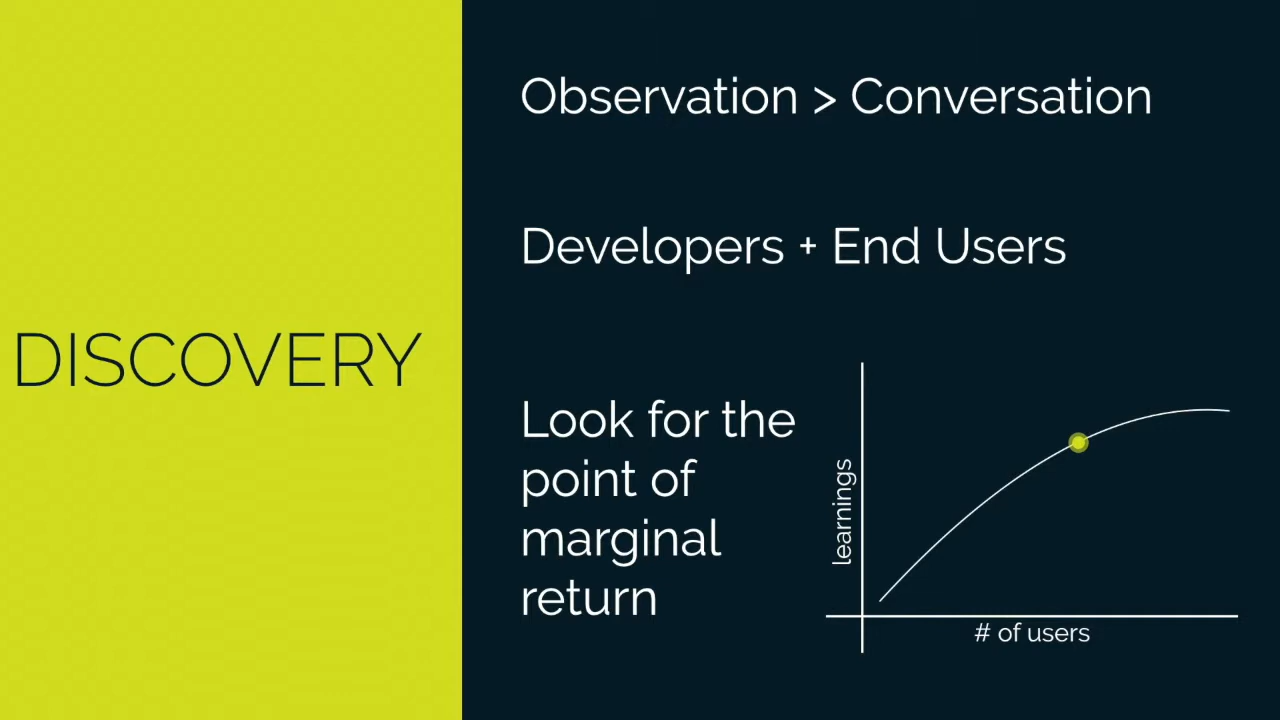 DISCOVERY
Observation > Conversation
Developers + End Users
Look for the
point of
marginal
return
learnings
# of users